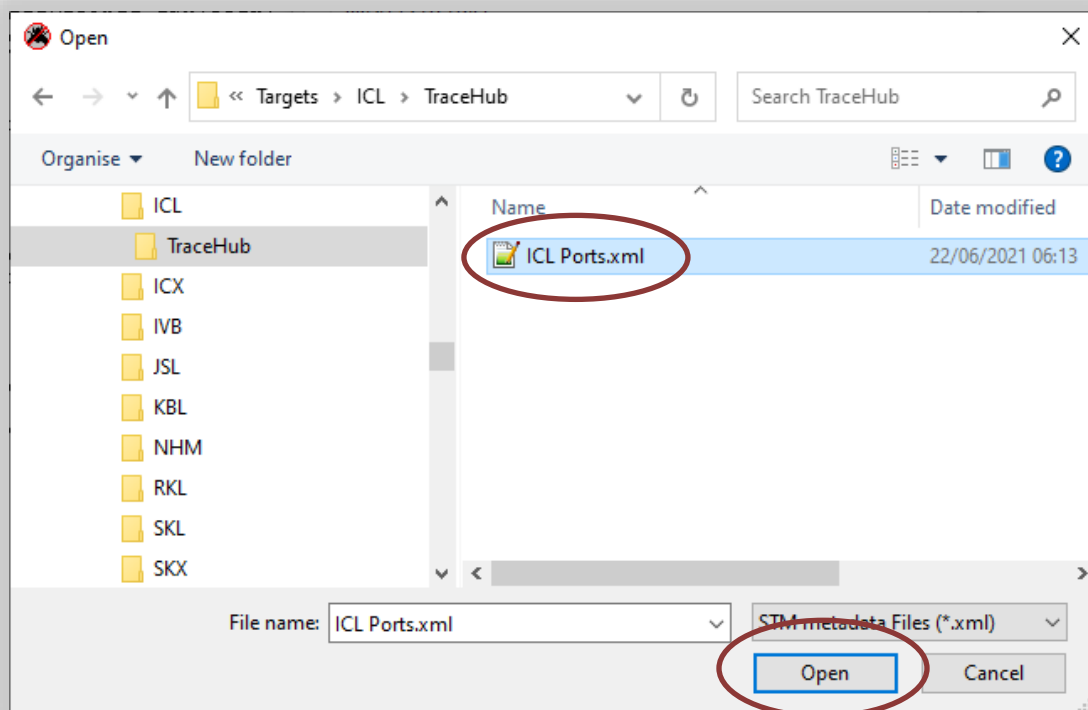 Open
« Targets > ICL > TraceHub
Search TraceHub
Organise
New folder
ICL
TraceHub
ICX
IVB
JSL
KBL
NHM
RKL
SKL
SKX
Name
Date modified
ICL Ports.xml
22/06/2021 06:13
File name:
ICL Ports.xml
STM metadata Files (*.xml)
Open
Cancel